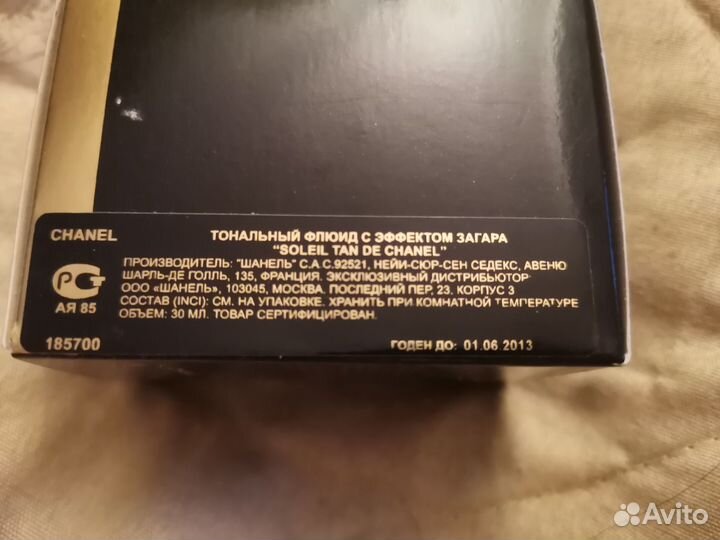 CHANEL
ТОНАЛЬНЫЙ ФЛЮИД С ЭФФЕКТОМ ЗАГАРА
"SOLEIL TAN DE CHANEL"
ПРОИЗВОДИТЕЛЬ: "ШАНЕЛЬ" С.А.С.92521, НЕЙИ-СЮР-СЕН СЕДЕКС, АВЕНЮ
ШАРЛЬ-ДЕ ГОЛЛЬ, 135, ФРАНЦИЯ. ЭКСКЛЮЗИВНЫЙ ДИСТРИБЬЮТОР:
ООО «ШАНЕЛЬ», 103045, МОСКВА. ПОСЛЕДНИЙ ПЕР. 23. КОРПУС 3
СОСТАВ (INCI): СМ. НА УПАКОВКЕ. ХРАНИТЬ ПРИ КОМНАТНОЙ ТЕМПЕРАТУРЕ
ОБЪЕМ: 30 МЛ. ТОВАР СЕРТИФИЦИРОВАН.
РСТ
АЯ 85
185700
ГОДЕН ДО: 01.06 2013
Avito